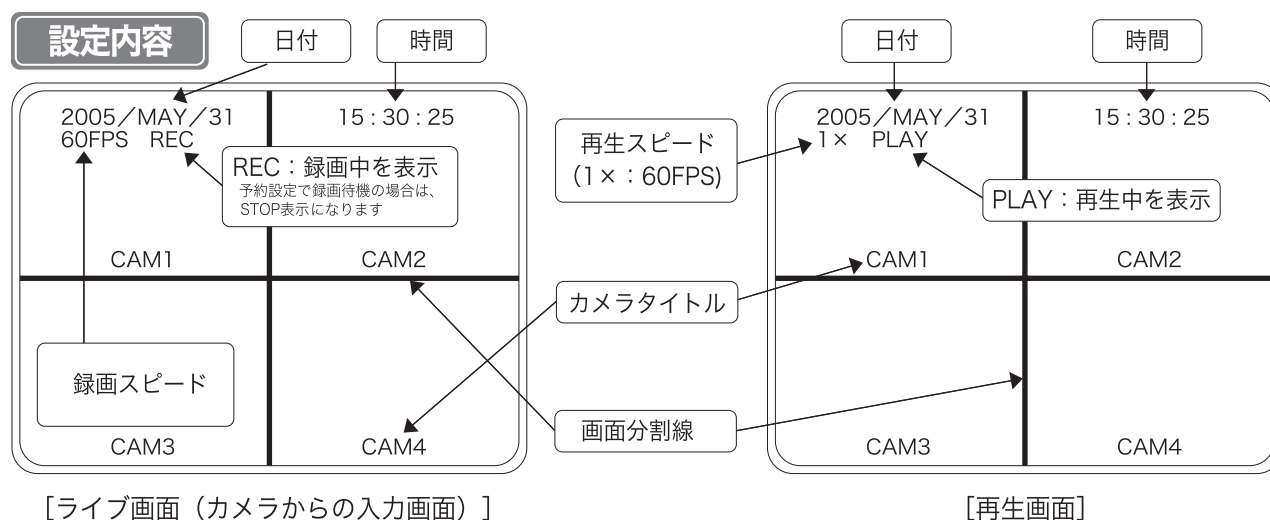 設定内容
日付
時間
2005／MAY／31
15 : 30 : 25
60FPS REC
REC：録画中を表示
予約設定で録画待機の場合は、
STOP表示になります
CAM1
CAM2
録画スピード
CAM3
CAM4
[ライブ画面（カメラからの入力画面）]
再生スピード
(1×：60FPS)
カメラタイトル
画面分割線
日付
時間
2005／MAY／31
15 : 30 : 25
1× PLAY
PLAY：再生中を表示
CAM1
CAM2
CAM3
CAM4
[再生画面]